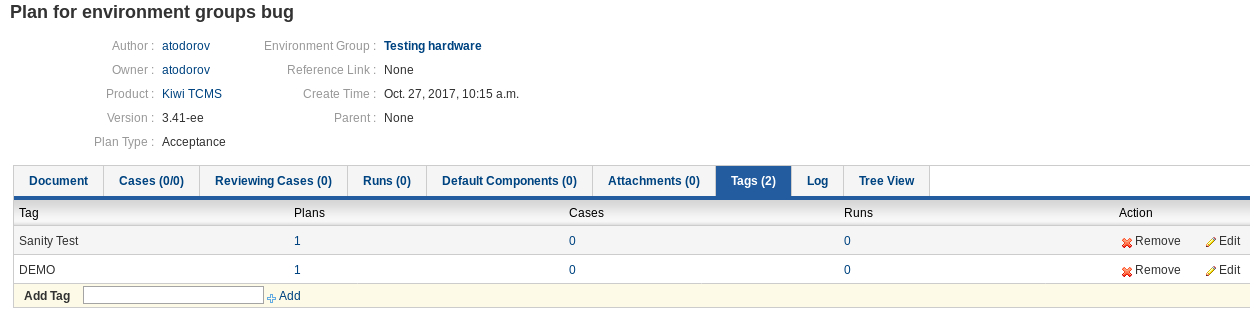 Plan for environment groups bug
Author : atodorov Environment Group : Testing hardware
Owner : atodorov Reference Link : None
Product : Kiwi TCMS Create Time : Oct. 27, 2017, 10:15 a.m.
Version : 3.41-ee Parent : None
Plan Type : Acceptance
Document Cases (0/0) Reviewing Cases (0) Runs (0) Default Components (0) Attachments (0) Tags (2) Log Tree View
Tag Plans Cases Runs Action
Sanity Test 1 0 0 Remove Edit
DEMO 1 0 0 Remove Edit
Add Tag Add